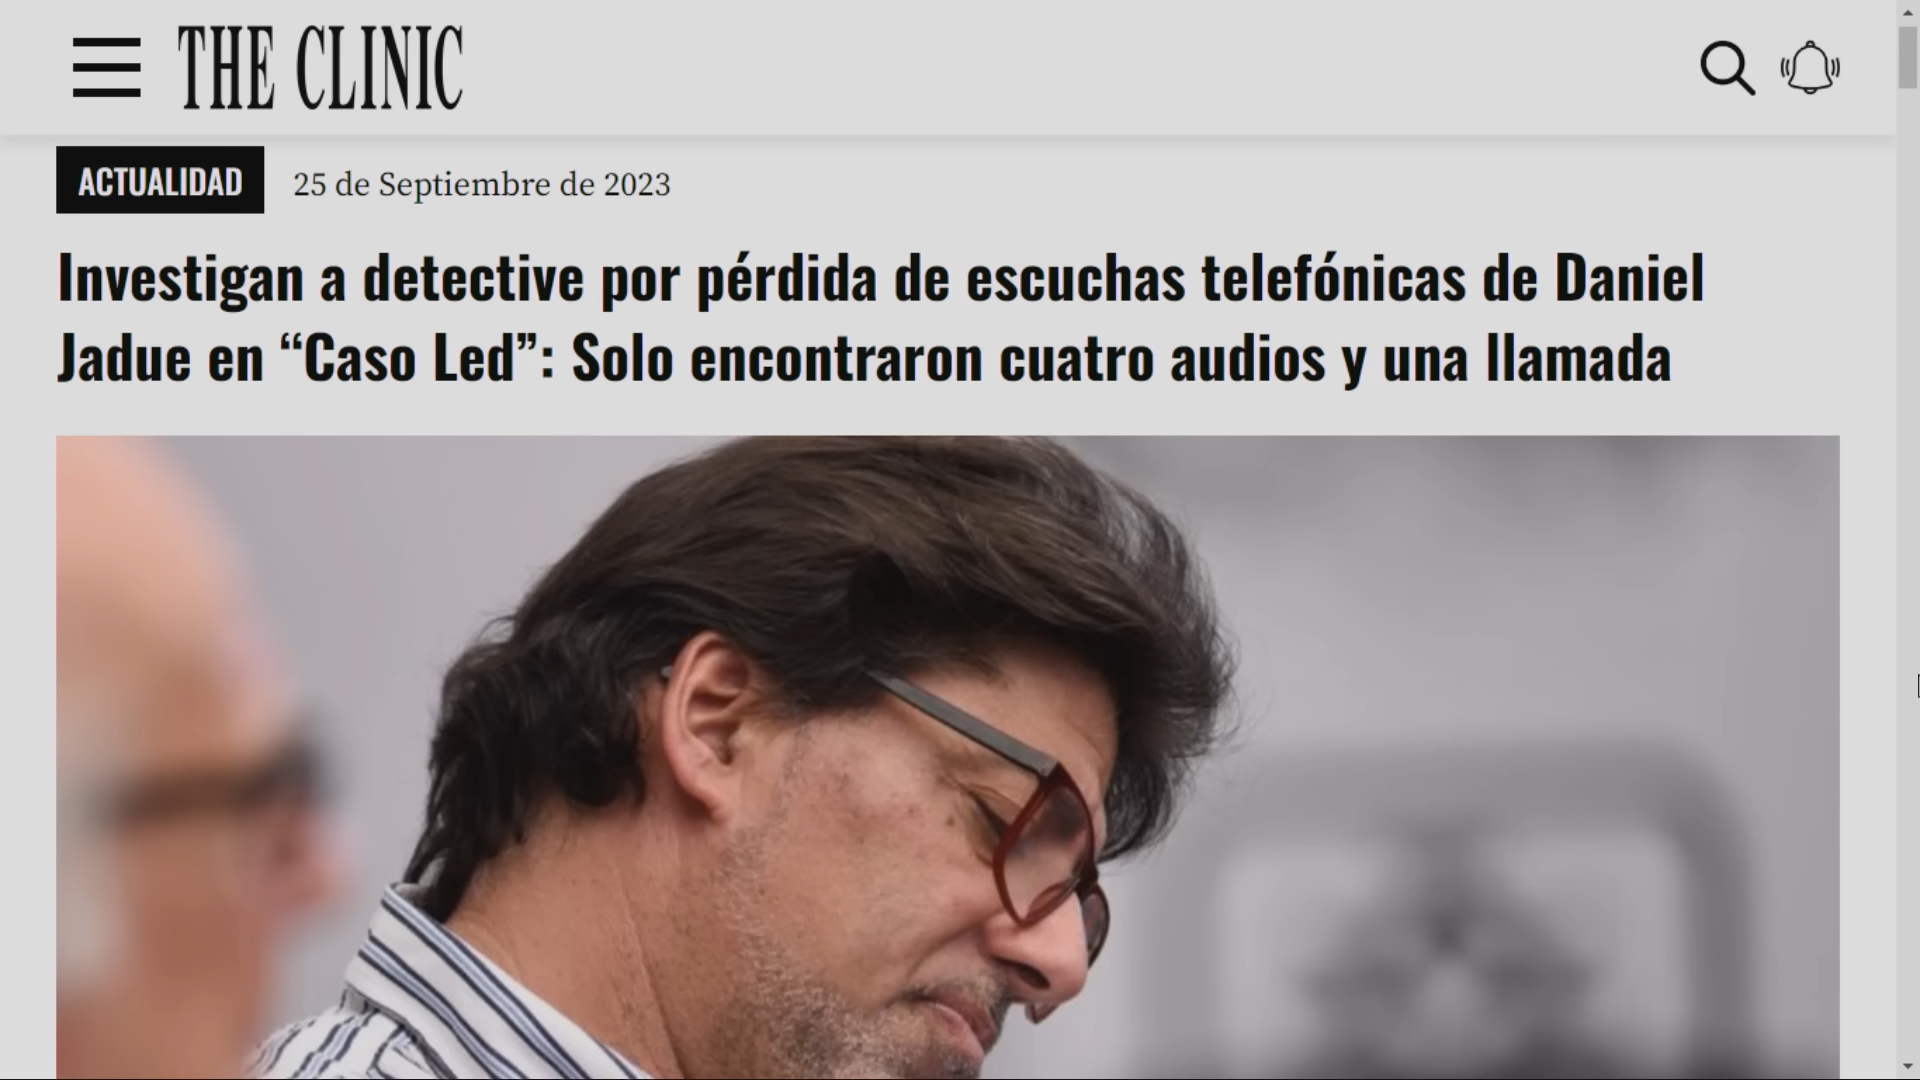 THE CLINIC
ACTUALIDAD
25 de Septiembre de 2023
Investigan a detective por pérdida de escuchas telefónicas de Daniel
Jadue en “Caso Led”: Solo encontraron cuatro audios y una llamada